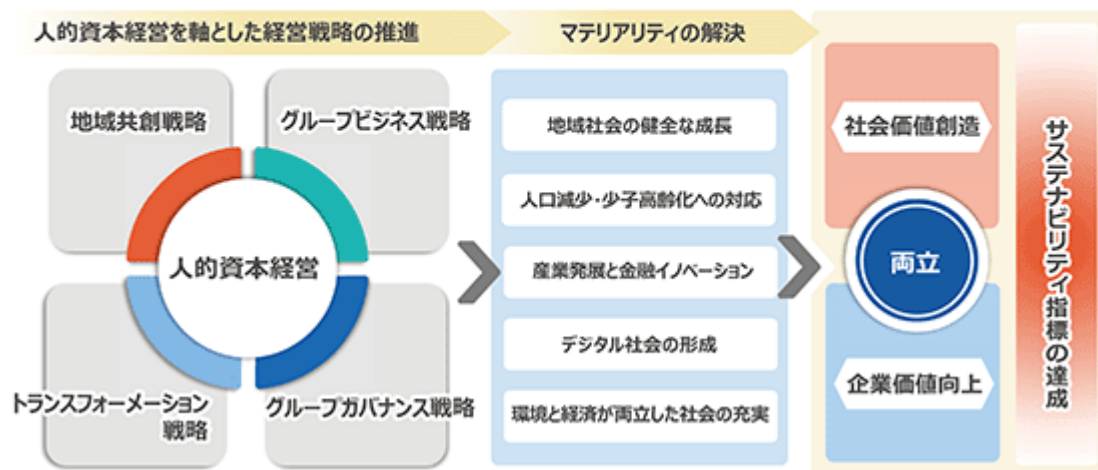 人的資本経営を軸とした経営戦略の推進
マテリアリティの解決
地域共創戦略
グループビジネス戦略
人的資本経営
トランスフォーメーション
戦略
グループガバナンス戦略
地域社会の健全な成長
人口減少・少子高齢化への対応
産業発展と金融イノベーション
デジタル社会の形成
環境と経済が両立した社会の充実
社会価値創造
両立
企業価値向上
サステナビリティ指標の達成